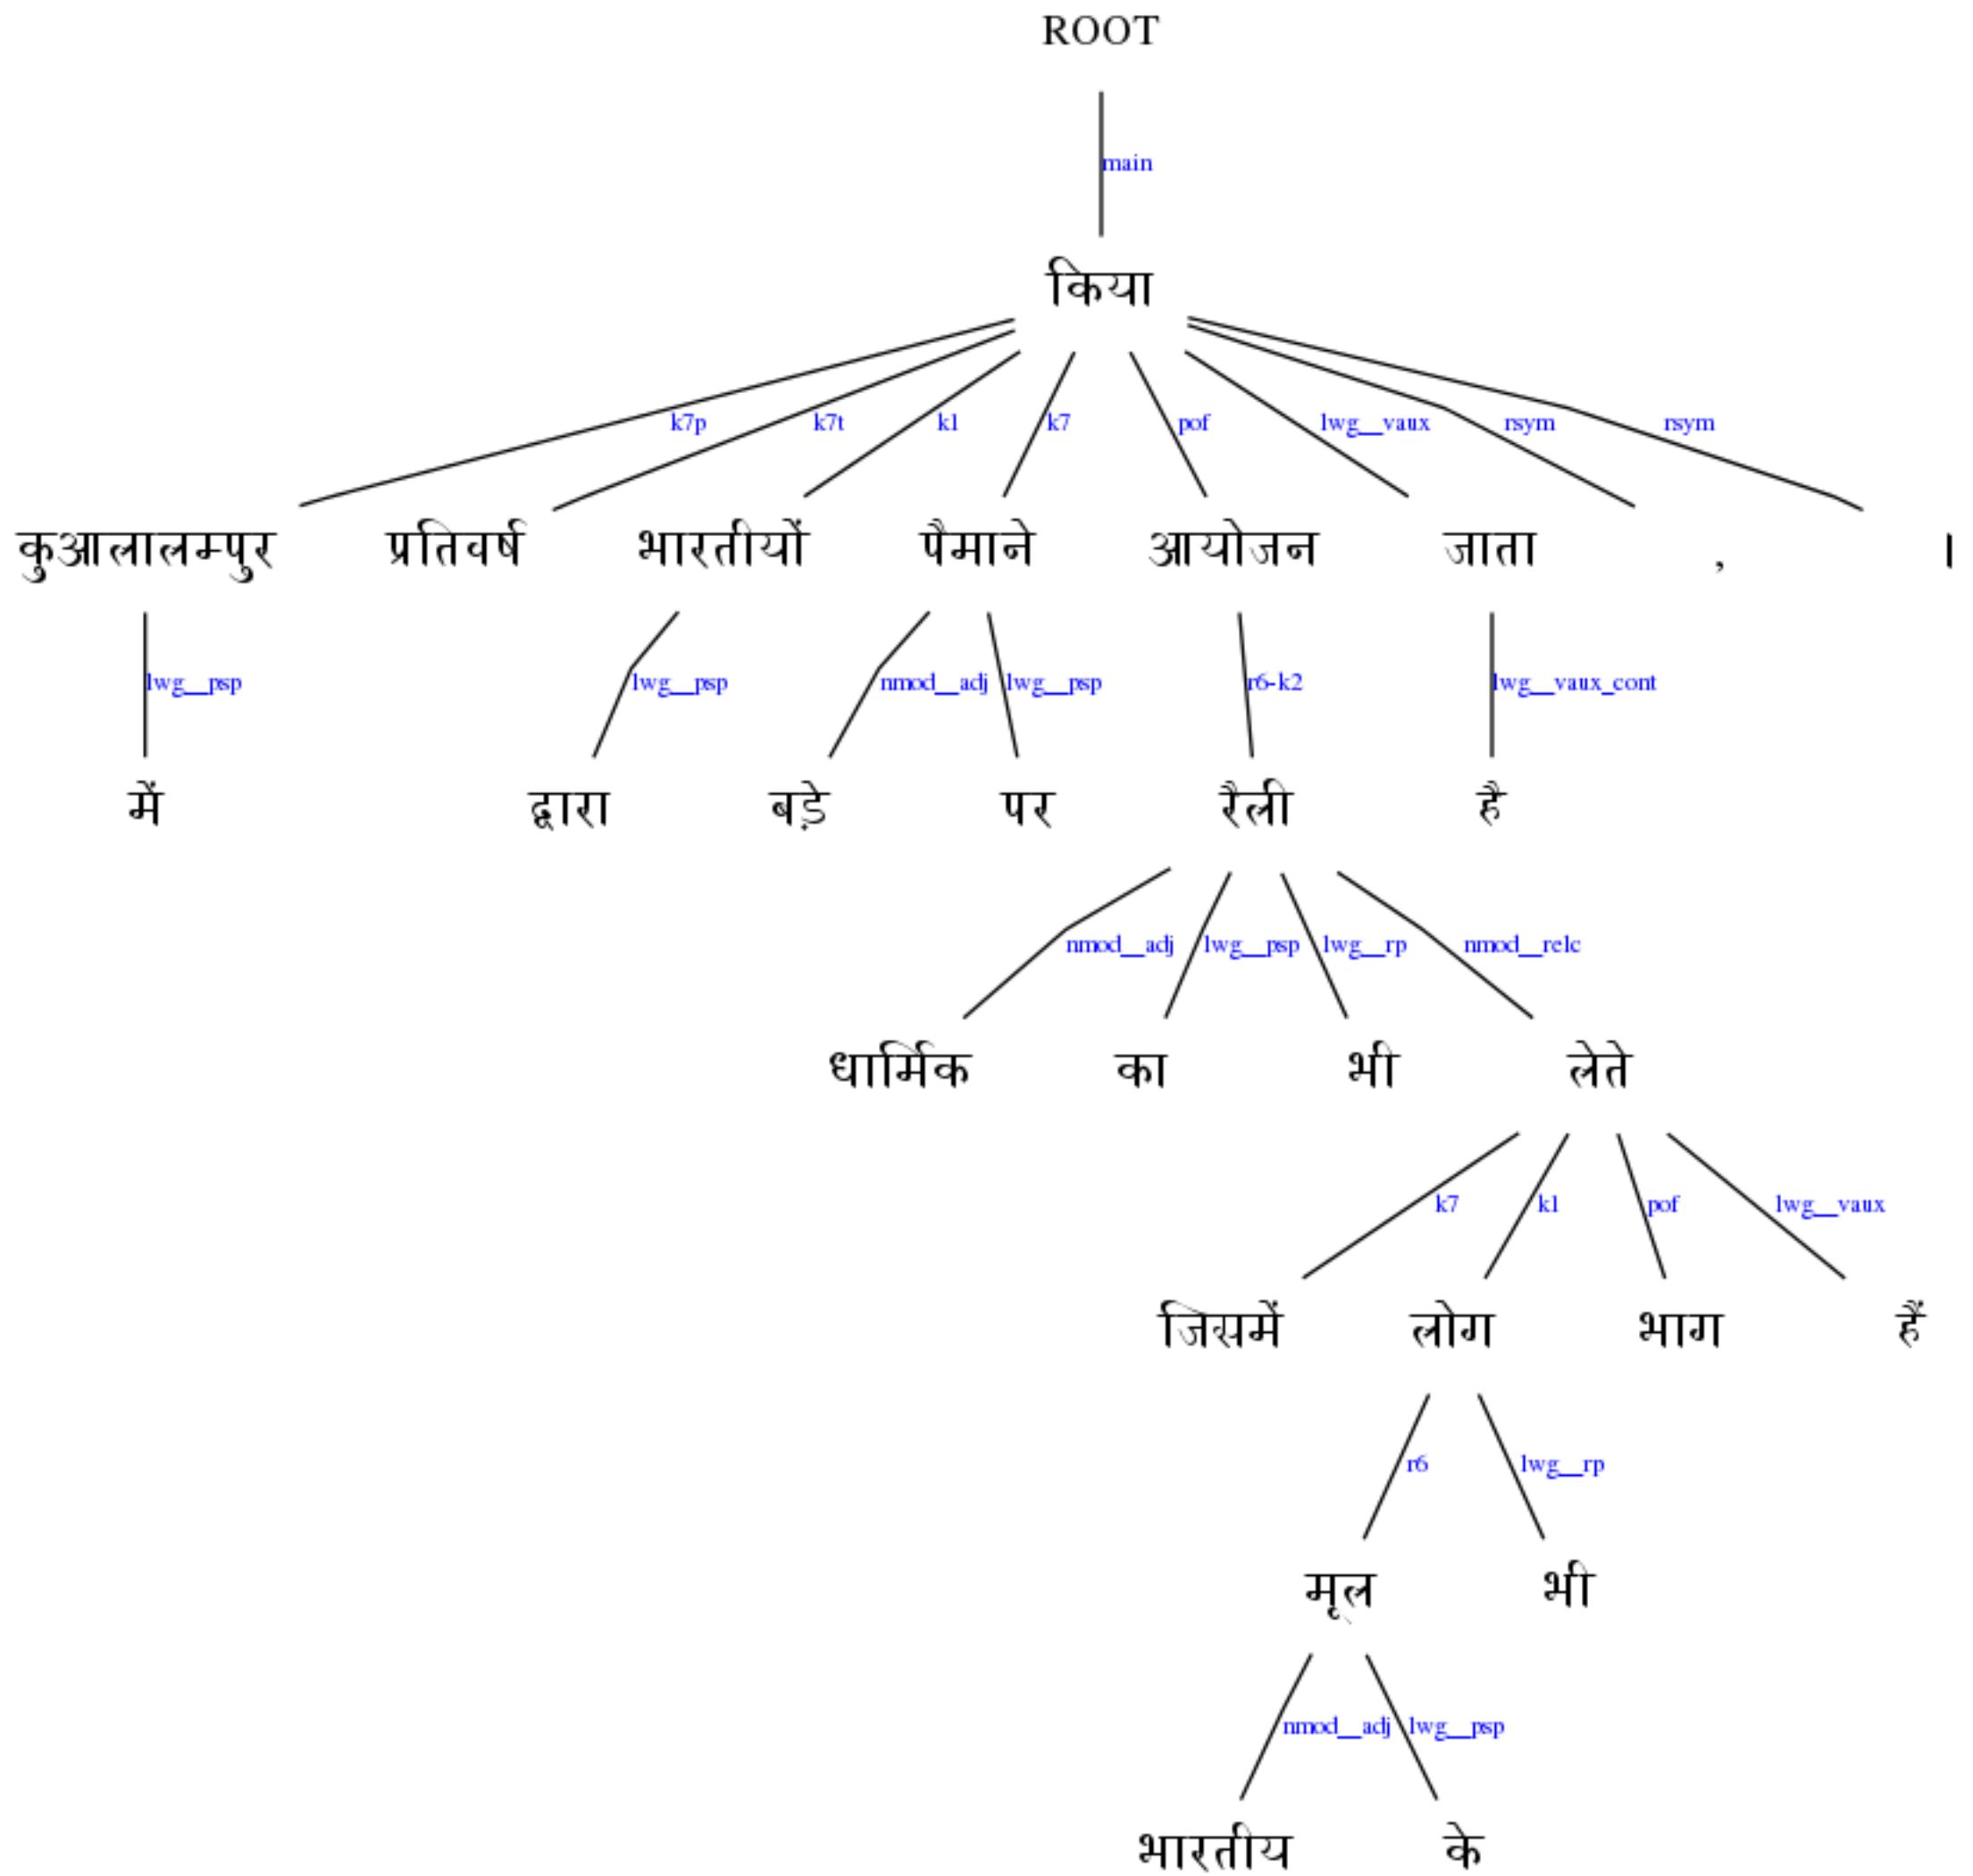 ROOT
main
किया
k7p k7t k1 k7 pof lwg__vaux rsym rsym
कुआलालम्पुर प्रतिवर्ष भारतीयों पैमाने आयोजन जाता , ।
lwg__psp lwg__psp nmod__adj lwg__psp r6-k2 lwg__vaux_cont
में द्वारा बड़े पर रैली है
nmod__adj lwg__psp lwg__rp nmod__relc
धार्मिक का भी लेते
k7 k1 pof lwg__vaux
जिसमें लोग भाग हैं
r6 lwg__rp
मूल भी
nmod__adj lwg__psp
भारतीय के